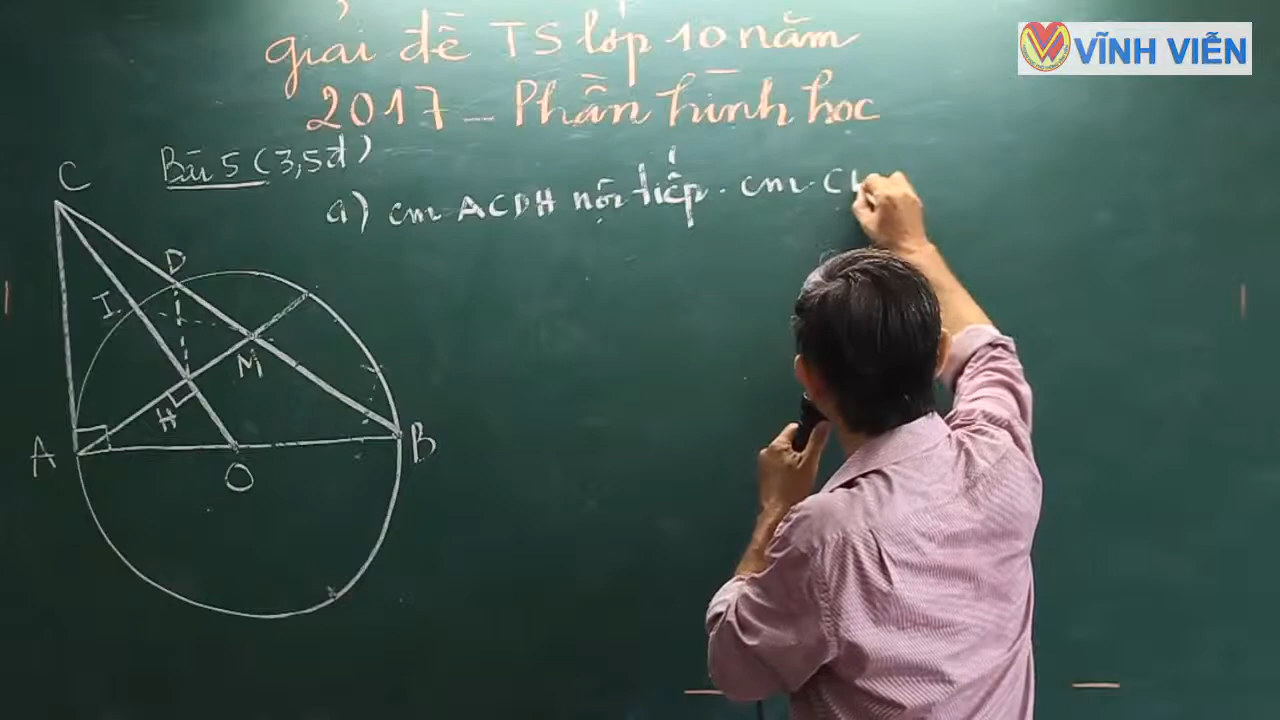 giải đề TS lớp 10 năm
2017 - Phần hình học
VĨNH VIỄN
Bài 5 (3,5đ)
a) cm ACDH nội tiếp. cm. C
C
D
I
M
H
A
B
O